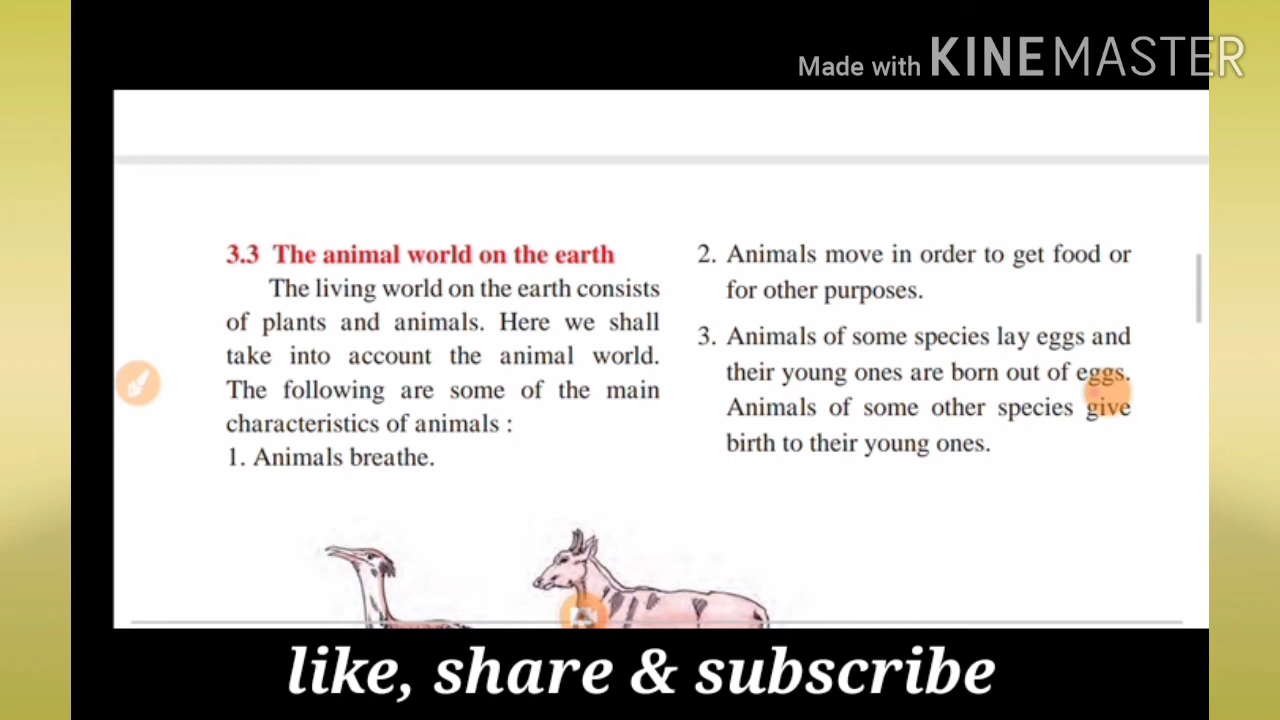 Made with KINEMASTER
3.3 The animal world on the earth
The living world on the earth consists
of plants and animals. Here we shall
take into account the animal world.
The following are some of the main
characteristics of animals :
1. Animals breathe.
2. Animals move in order to get food or
for other purposes.
3. Animals of some species lay eggs and
their young ones are born out of eggs.
Animals of some other species give
birth to their young ones.
like, share & subscribe